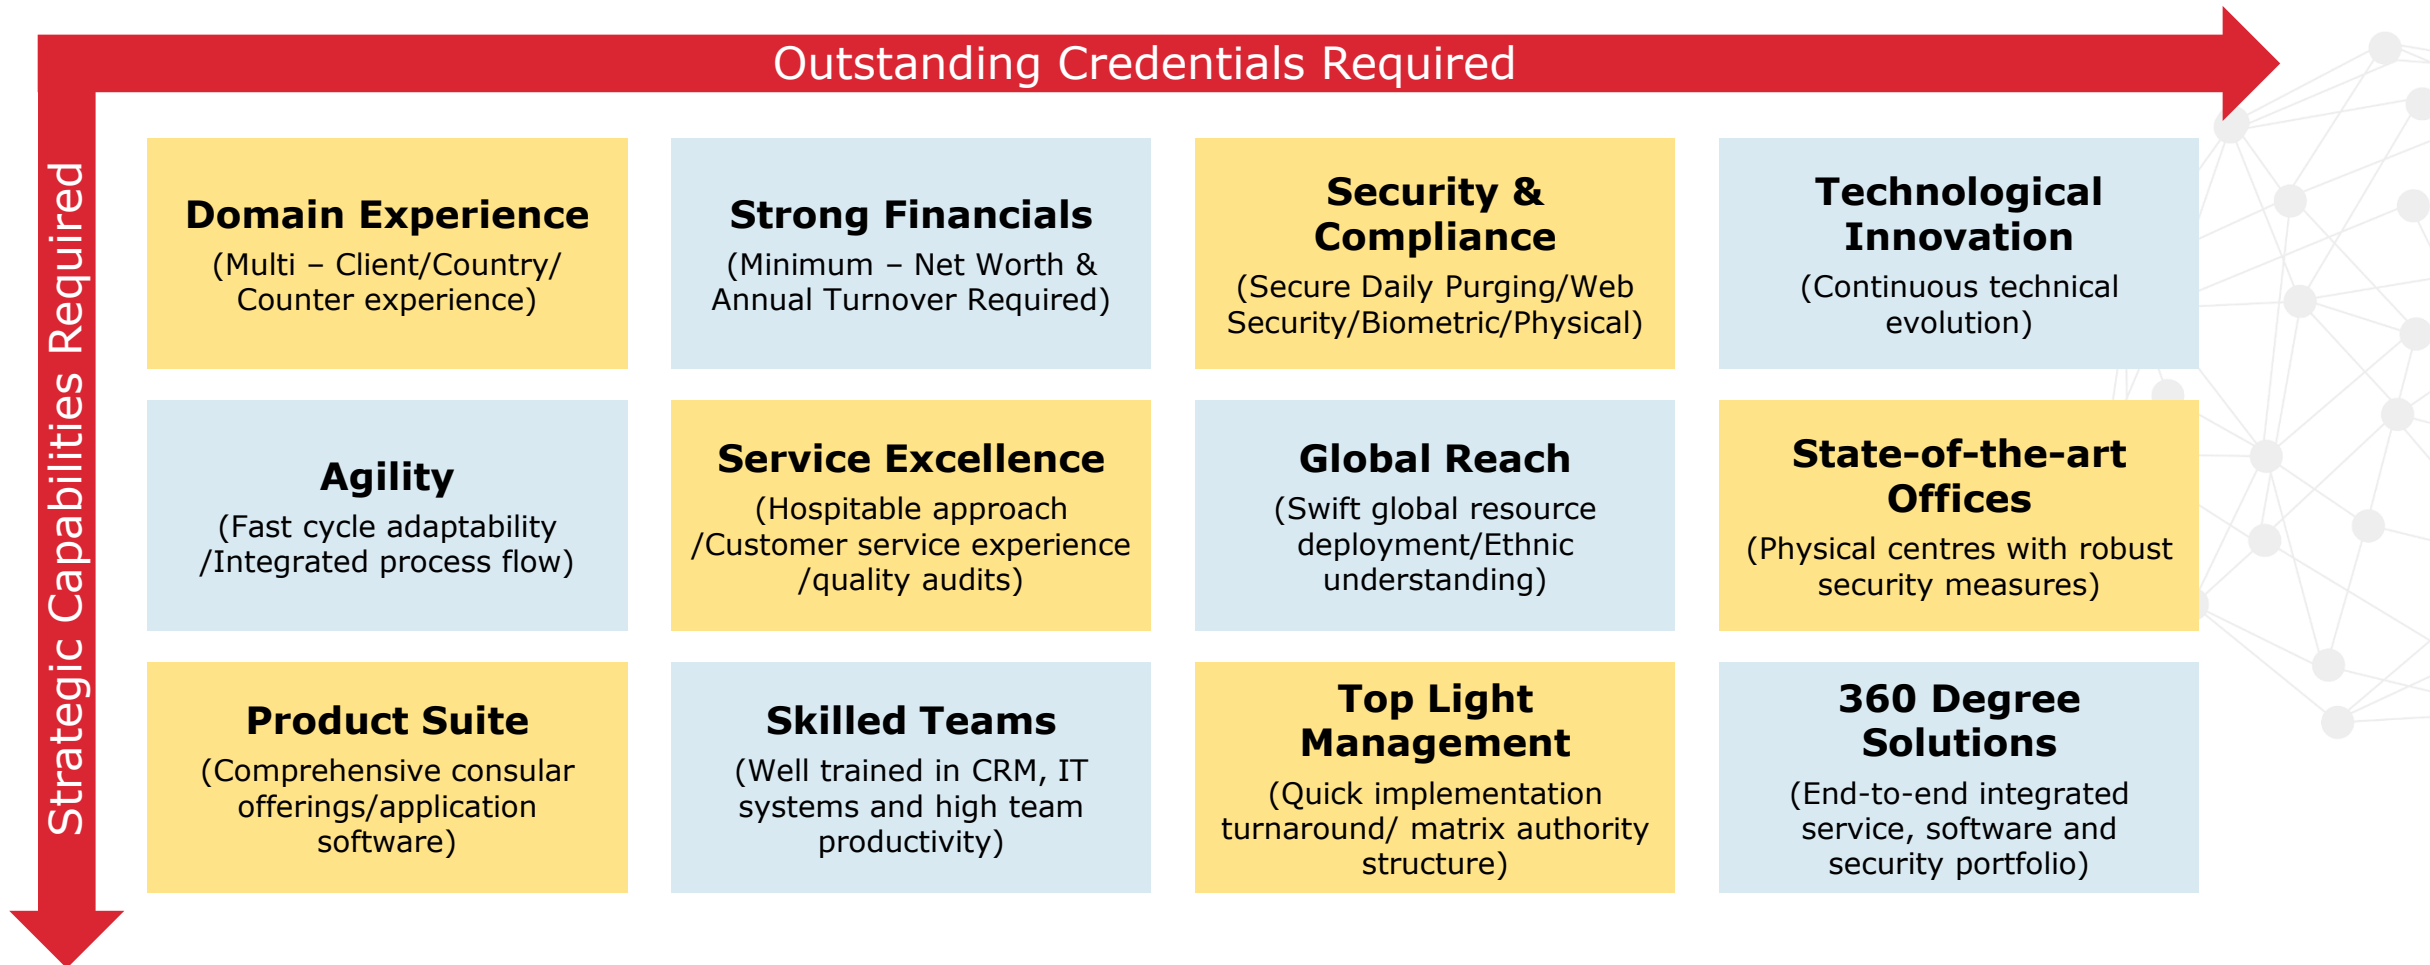 Outstanding Credentials Required
Strategic Capabilities Required
Domain Experience
(Multi – Client/Country/
Counter experience)
Strong Financials
(Minimum – Net Worth &
Annual Turnover Required)
Security &
Compliance
(Secure Daily Purging/Web
Security/Biometric/Physical)
Technological
Innovation
(Continuous technical
evolution)
Agility
(Fast cycle adaptability
/Integrated process flow)
Service Excellence
(Hospitable approach
/Customer service experience
/quality audits)
Global Reach
(Swift global resource
deployment/Ethnic
understanding)
State-of-the-art
Offices
(Physical centres with robust
security measures)
Product Suite
(Comprehensive consular
offerings/application
software)
Skilled Teams
(Well trained in CRM, IT
systems and high team
productivity)
Top Light
Management
(Quick implementation
turnaround/ matrix authority
structure)
360 Degree
Solutions
(End-to-end integrated
service, software and
security portfolio)